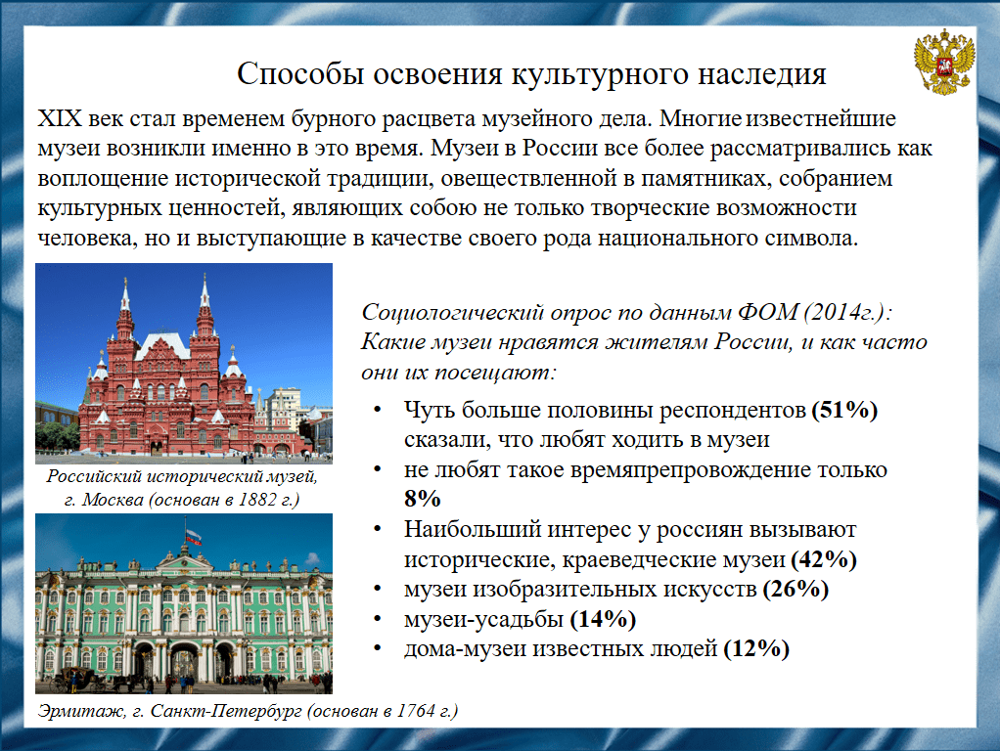 Способы освоения культурного наследия
XIX век стал временем бурного расцвета музейного дела. Многие известнейшие
музеи возникли именно в это время. Музеи в России все более рассматривались как
воплощение исторической традиции, овеществленной в памятниках, собранием
культурных ценностей, являющих собою не только творческие возможности
человека, но и выступающие в качестве своего рода национального символа.
Российский исторический музей,
г. Москва (основан в 1882 г.)
Эрмитаж, г. Санкт-Петербург (основан в 1764 г.)
Социологический опрос по данным ФОМ (2014г.):
Какие музеи нравятся жителям России, и как часто
они их посещают:
• Чуть больше половины респондентов (51%)
сказали, что любят ходить в музеи
• не любят такое времяпрепровождение только
8%
• Наибольший интерес у россиян вызывают
исторические, краеведческие музеи (42%)
• музеи изобразительных искусств (26%)
• музеи-усадьбы (14%)
• дома-музеи известных людей (12%)